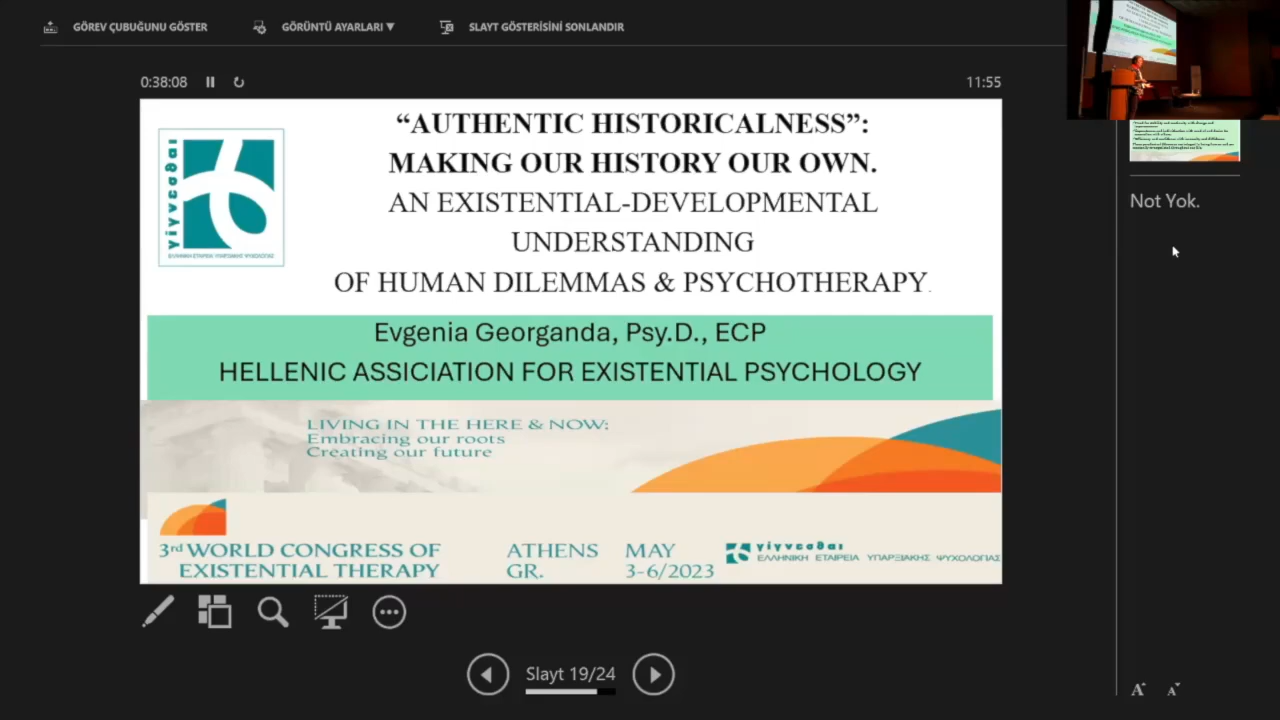 GÖREV ÇUBUĞUNU GÖSTER
GÖRÜNTÜ AYARLARI ▼
SLAYT GÖSTERİSİNİ SONLANDIR
0:38:08
11:55
γίγνεσθαι
“AUTHENTIC HISTORICALNESS”:
MAKING OUR HISTORY OUR OWN.
AN EXISTENTIAL-DEVELOPMENTAL
UNDERSTANDING
OF HUMAN DILEMMAS & PSYCHOTHERAPY.
Evgenia Georganda, Psy.D., ECP
HELLENIC ASSICIATION FOR EXISTENTIAL PSYCHOLOGY
LIVING IN THE HERE & NOW:
Embracing our roots
Creating our future
3rd WORLD CONGRESS OF
EXISTENTIAL THERAPY
ATHENS
GR.
MAY
3-6/2023
γίγνεσθαι
ΕΛΛΗΝΙΚΗ ΕΤΑΙΡΕΙΑ ΥΠΑΡΞΙΑΚΗΣ ΨΥΧΟΛΟΓΙΑΣ
Not Yok.
Slayt 19/24